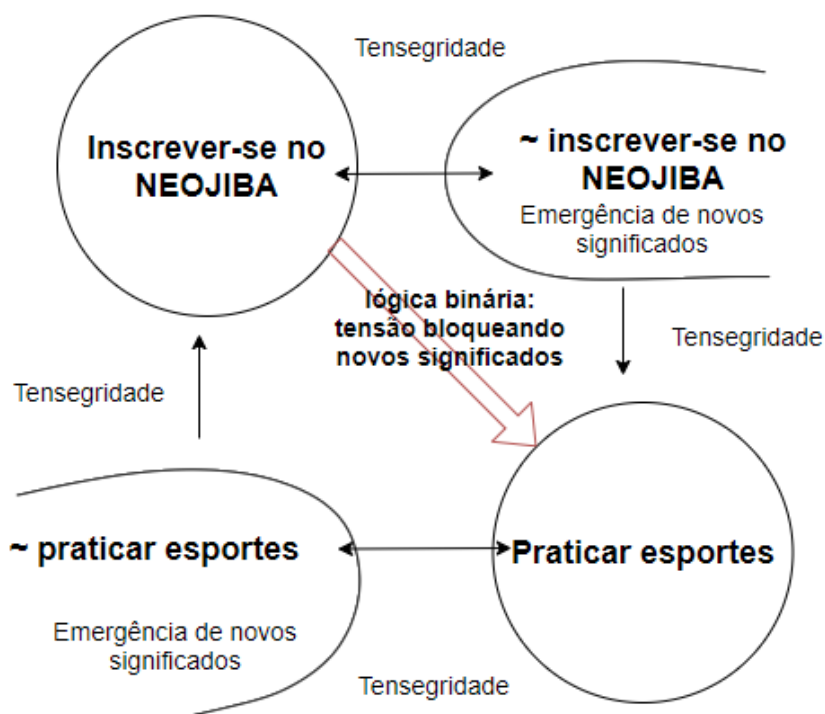 Tensegridade
Inscrever-se no
NEOJIBA
~ inscrever-se no
NEOJIBA
Emergência de novos
significados
lógica binária:
tensão bloqueando
novos significados
Tensegridade
Tensegridade
~ praticar esportes
Praticar esportes
Emergência de novos
significados
Tensegridade